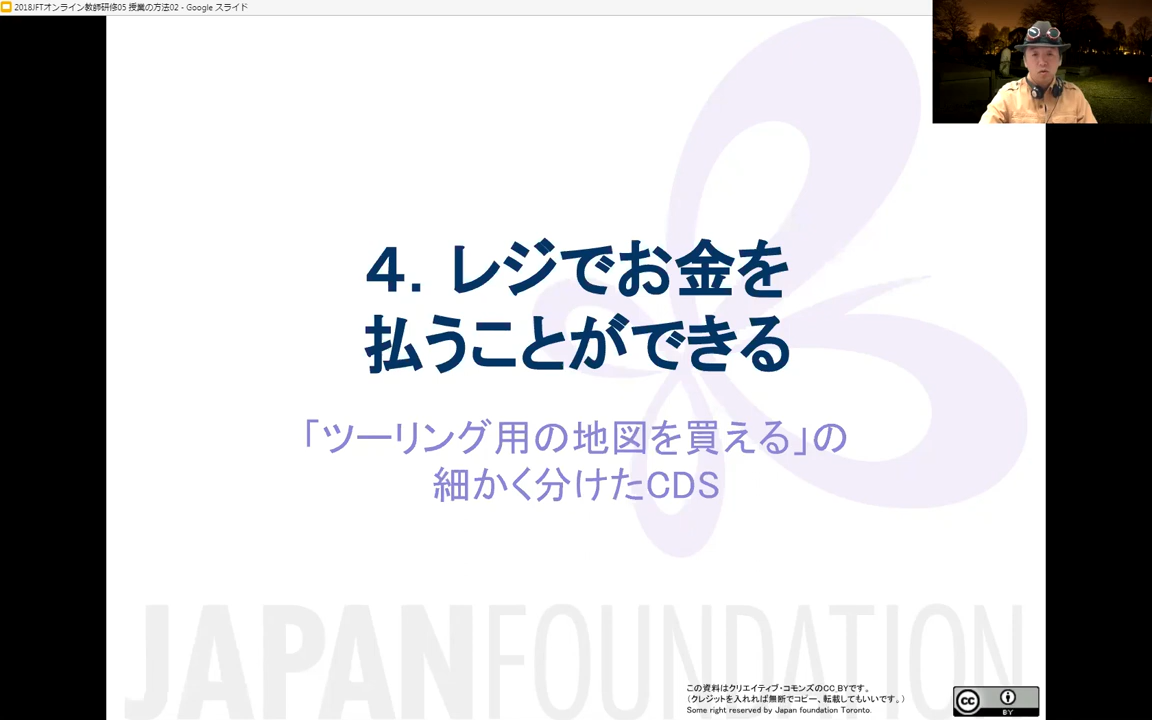 2018JFTオンライン教師研修05 授業の方法02 - Google スライド
４．レジでお金を
払うことができる
「ツーリング用の地図を買える」の
細かく分けたCDS
JAPANFOUNDATION
この資料はクリエイティブ・コモンズのCC_BYです。
（クレジットを入れれば無断でコピー、転載してもいいです。）
Some right reserved by Japan foundation Toronto.
cc
BY